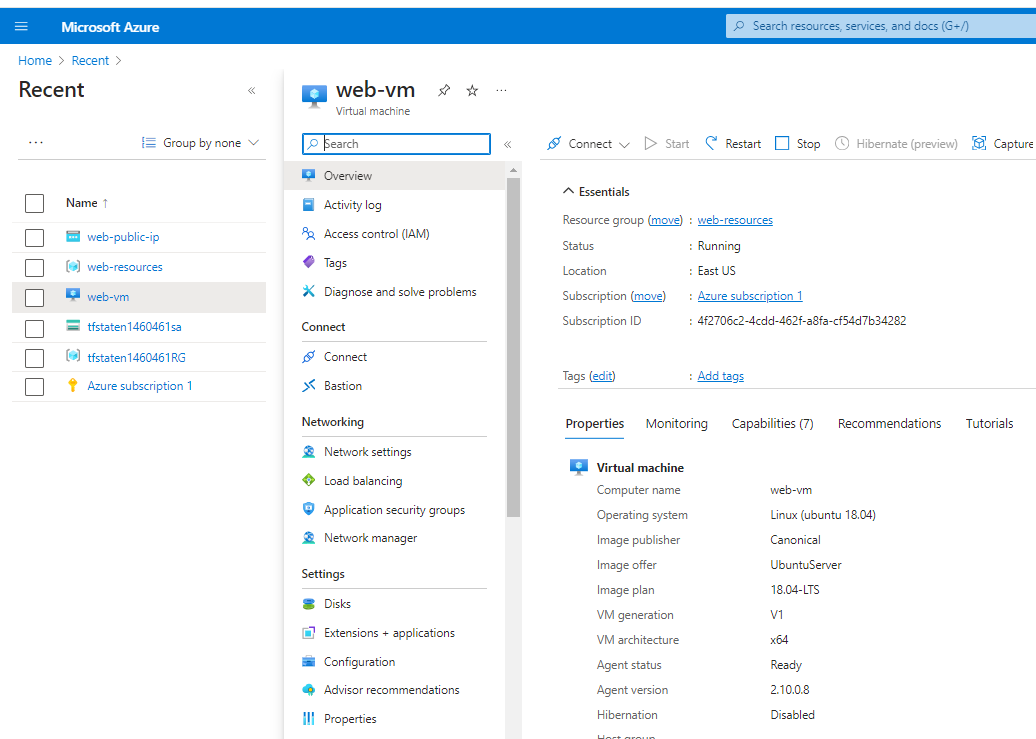 Microsoft Azure
Search resources, services, and docs (G+/)
Home > Recent >
Recent
«
...
Group by none
Name ↑
web-public-ip
web-resources
web-vm
tfstaten1460461sa
tfstaten1460461RG
Azure subscription 1
web-vm
...
Virtual machine
Search
«
Overview
Activity log
Access control (IAM)
Tags
Diagnose and solve problems
Connect
Connect
Bastion
Networking
Network settings
Load balancing
Application security groups
Network manager
Settings
Disks
Extensions + applications
Configuration
Advisor recommendations
Properties
Connect Start Restart Stop Hibernate (preview) Capture
Essentials
Resource group (move) : web-resources
Status : Running
Location : East US
Subscription (move) : Azure subscription 1
Subscription ID : 4f2706c2-4cdd-462f-a8fa-cf54d7b34282
Tags (edit) : Add tags
Properties Monitoring Capabilities (7) Recommendations Tutorials
Virtual machine
Computer name web-vm
Operating system Linux (ubuntu 18.04)
Image publisher Canonical
Image offer UbuntuServer
Image plan 18.04-LTS
VM generation V1
VM architecture x64
Agent status Ready
Agent version 2.10.0.8
Hibernation Disabled
Host group